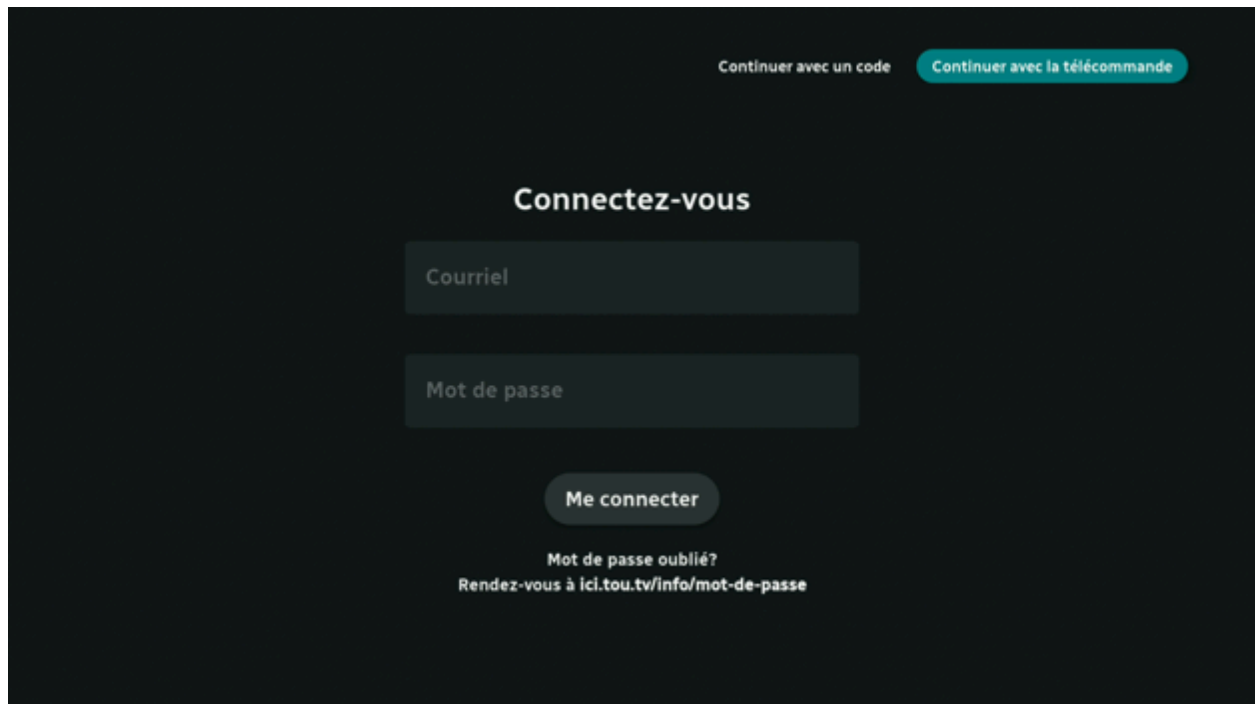 Continuer avec un code
Continuer avec la télécommande
Connectez-vous
Courriel
Mot de passe
Me connecter
Mot de passe oublié?
Rendez-vous à ici.tou.tv/info/mot-de-passe